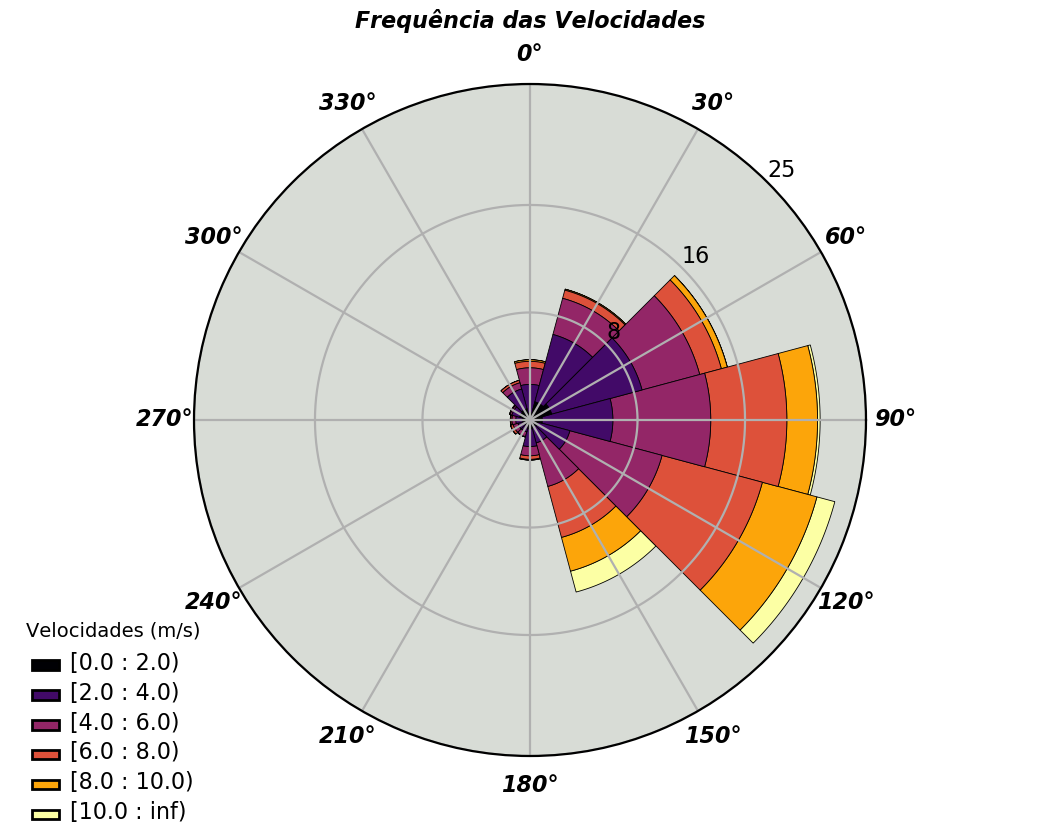 Frequência das Velocidades
0°
330°
30°
25
300°
60°
16
8
270°
90°
240°
120°
210°
150°
180°
Velocidades (m/s)
[0.0 : 2.0)
[2.0 : 4.0)
[4.0 : 6.0)
[6.0 : 8.0)
[8.0 : 10.0)
[10.0 : inf)